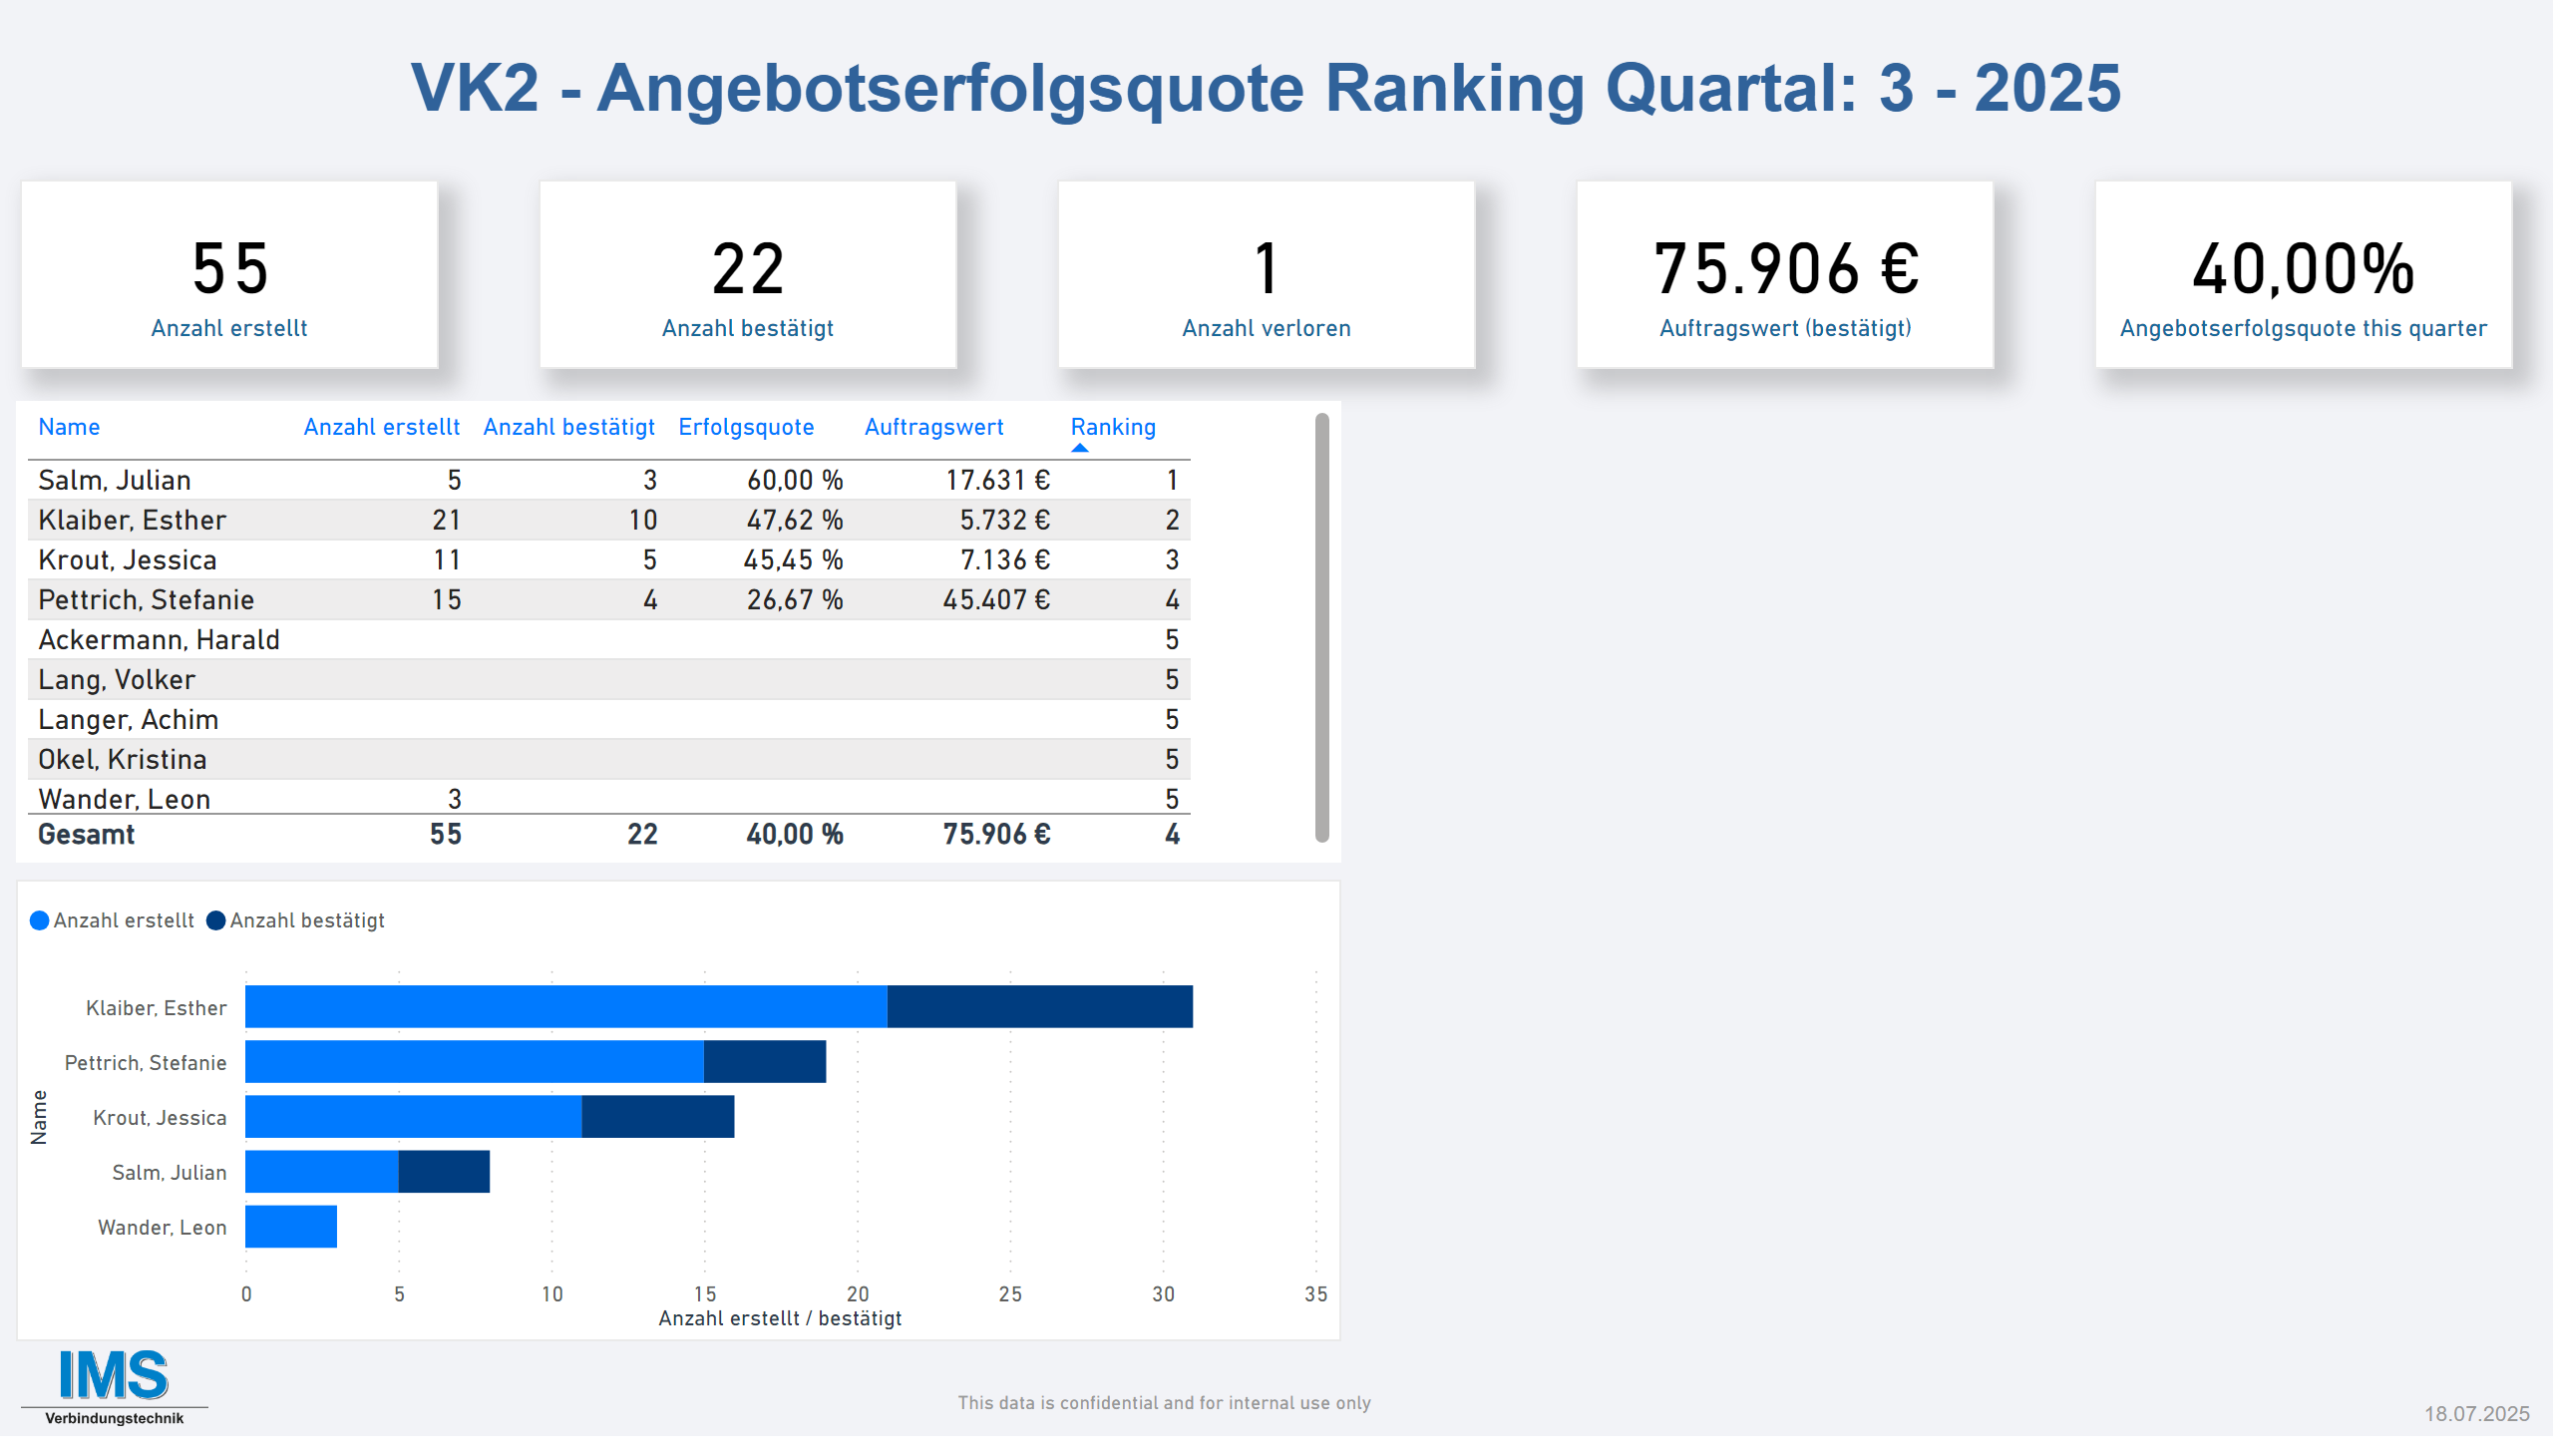 VK2 - Angebotserfolgsquote Ranking Quartal: 3 - 2025
55
Anzahl erstellt
22
Anzahl bestätigt
1
Anzahl verloren
75.906 €
Auftragswert (bestätigt)
40,00%
Angebotserfolgsquote this quarter
Name Anzahl erstellt Anzahl bestätigt Erfolgsquote Auftragswert Ranking
Salm, Julian 5 3 60,00 % 17.631 € 1
Klaiber, Esther 21 10 47,62 % 5.732 € 2
Krout, Jessica 11 5 45,45 % 7.136 € 3
Pettrich, Stefanie 15 4 26,67 % 45.407 € 4
Ackermann, Harald 5
Lang, Volker 5
Langer, Achim 5
Okel, Kristina 5
Wander, Leon 3 5
Gesamt 55 22 40,00 % 75.906 € 4
Anzahl erstellt Anzahl bestätigt
Name
Klaiber, Esther
Pettrich, Stefanie
Krout, Jessica
Salm, Julian
Wander, Leon
0 5 10 15 20 25 30 35
Anzahl erstellt / bestätigt
IMS
Verbindungstechnik
This data is confidential and for internal use only
18.07.2025